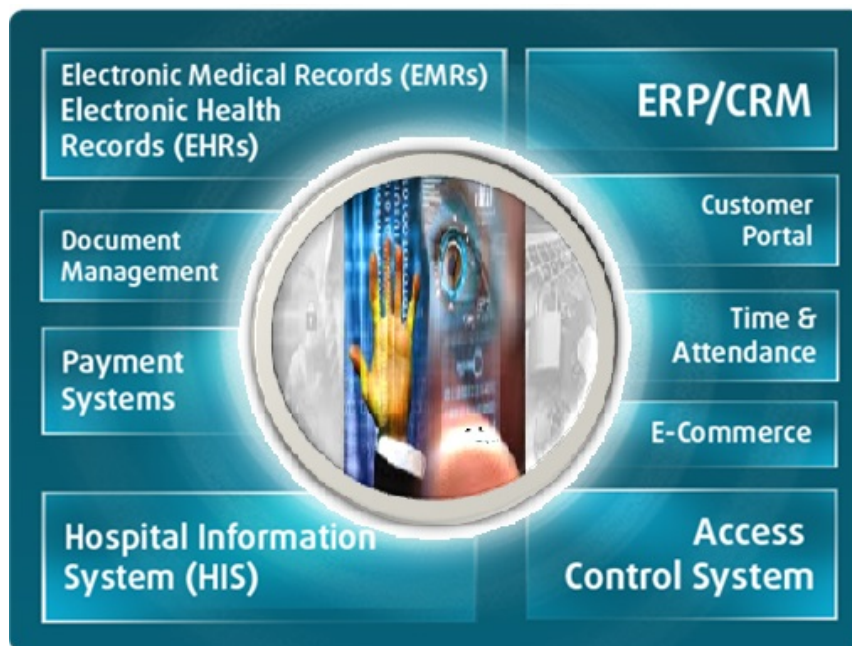 Electronic Medical Records (EMRs)
Electronic Health
Records (EHRs)
ERP/CRM
Document
Management
Customer
Portal
Payment
Systems
Time &
Attendance
E-Commerce
Hospital Information
System (HIS)
Access
Control System